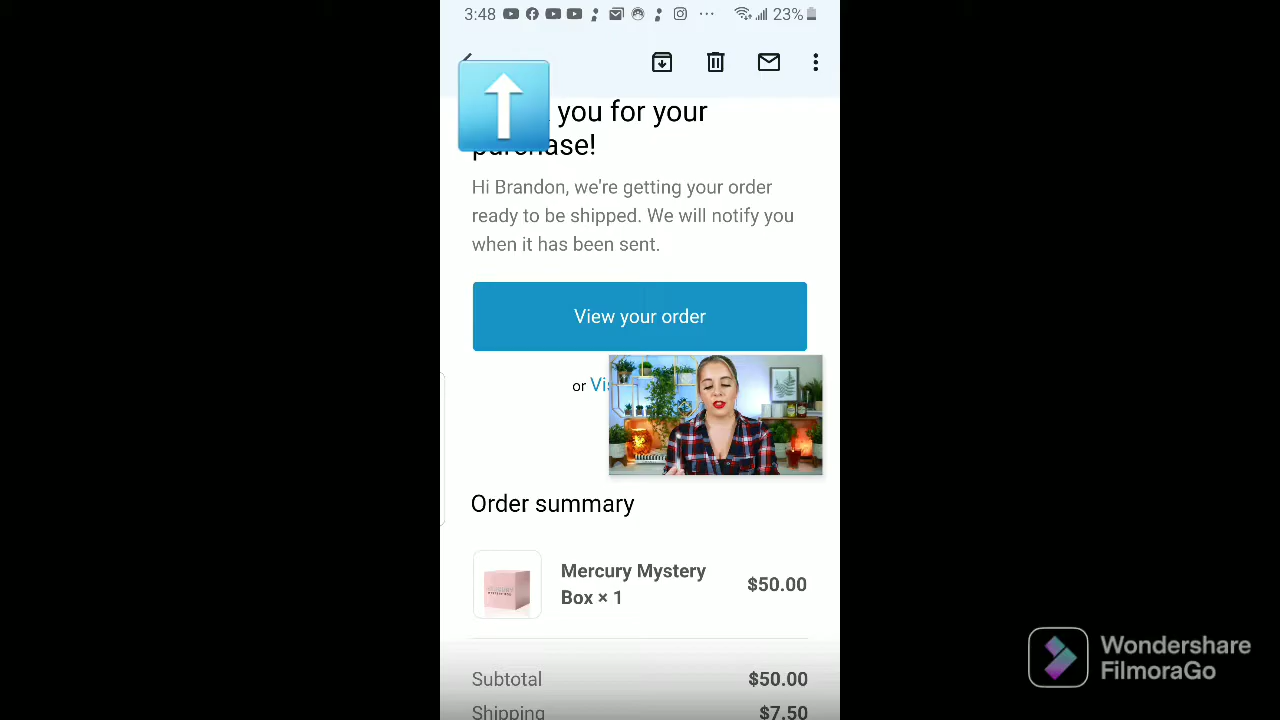 3:48
23%
you for your
purchase!
Hi Brandon, we're getting your order
ready to be shipped. We will notify you
when it has been sent.
View your order
or
Order summary
Mercury Mystery
Box × 1
$50.00
Subtotal
$50.00
Shipping
$7.50
Wondershare
FilmoraGo